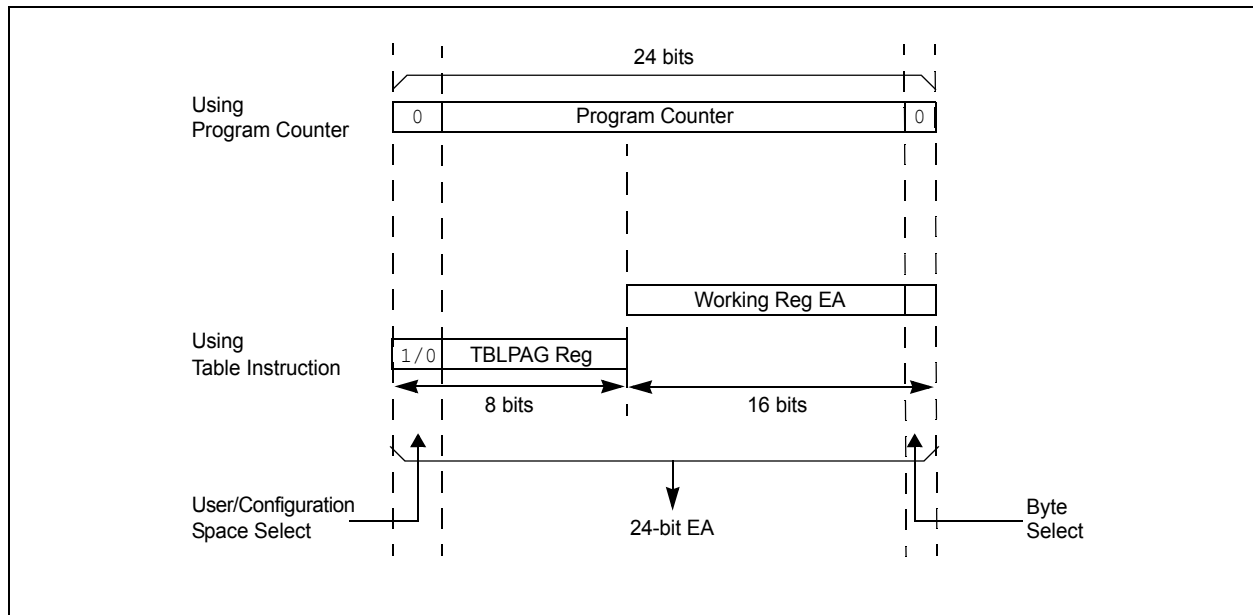 24 bits
Using
Program Counter
0
Program Counter
0
Working Reg EA
Using
Table Instruction
1/0
TBLPAG Reg
8 bits
16 bits
User/Configuration
Space Select
24-bit EA
Byte
Select